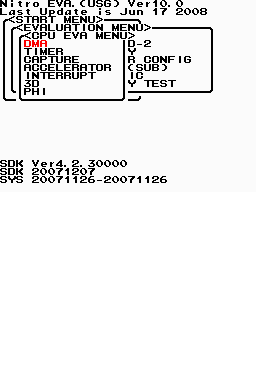 Nitro EVA.(USG) Ver10.0
Last Update is Jun 17 2008
<START MENU>
<EVALUATION MENU>
<CPU EVA MENU>
DMA D-2
TIMER Y
CAPTURE R CONFIG
ACCELERATOR (SUB)
INTERRUPT IC
3D Y TEST
PHI
SDK Ver4.2.30000
SDK 20071207
SYS 20071126-20071126